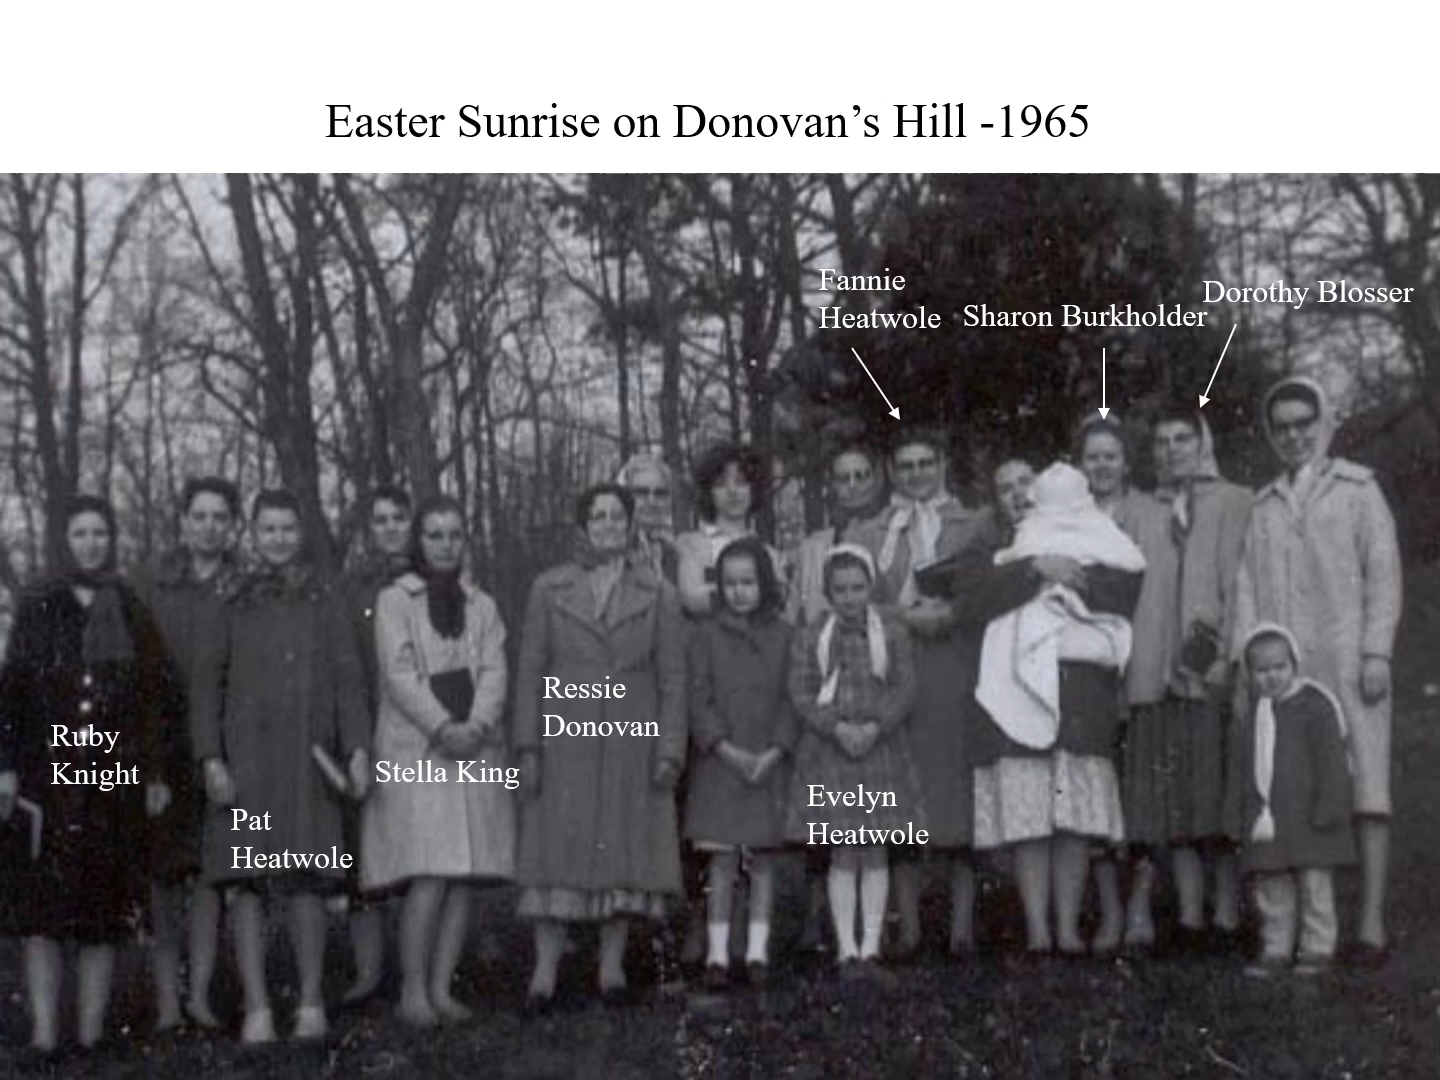 Easter Sunrise on Donovan’s Hill -1965
Fannie
Heatwole
Sharon Burkholder
Dorothy Blosser
Ressie
Donovan
Ruby
Knight
Stella King
Pat
Heatwole
Evelyn
Heatwole